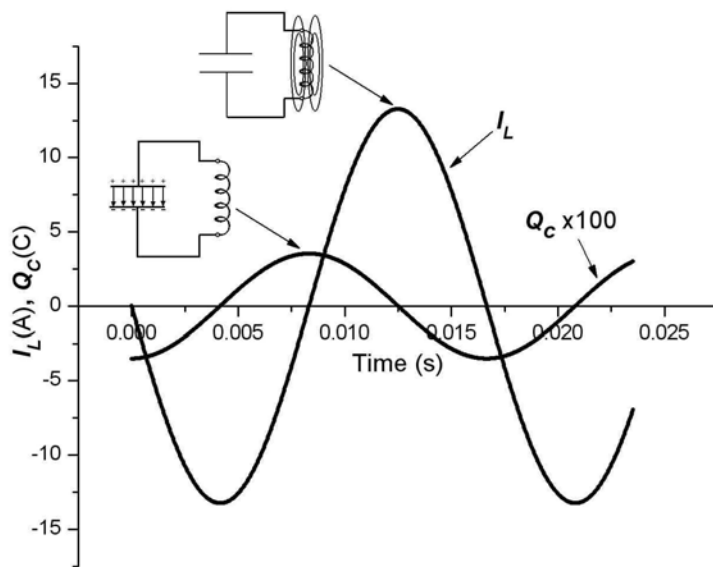 15
10
5
0
-5
-10
-15
0.000 0.005 0.010 0.015 0.020 0.025
Time (s)
I_L(A), Q_C(C)
I_L
Q_C x100
+ + + + + +
- - - - - -